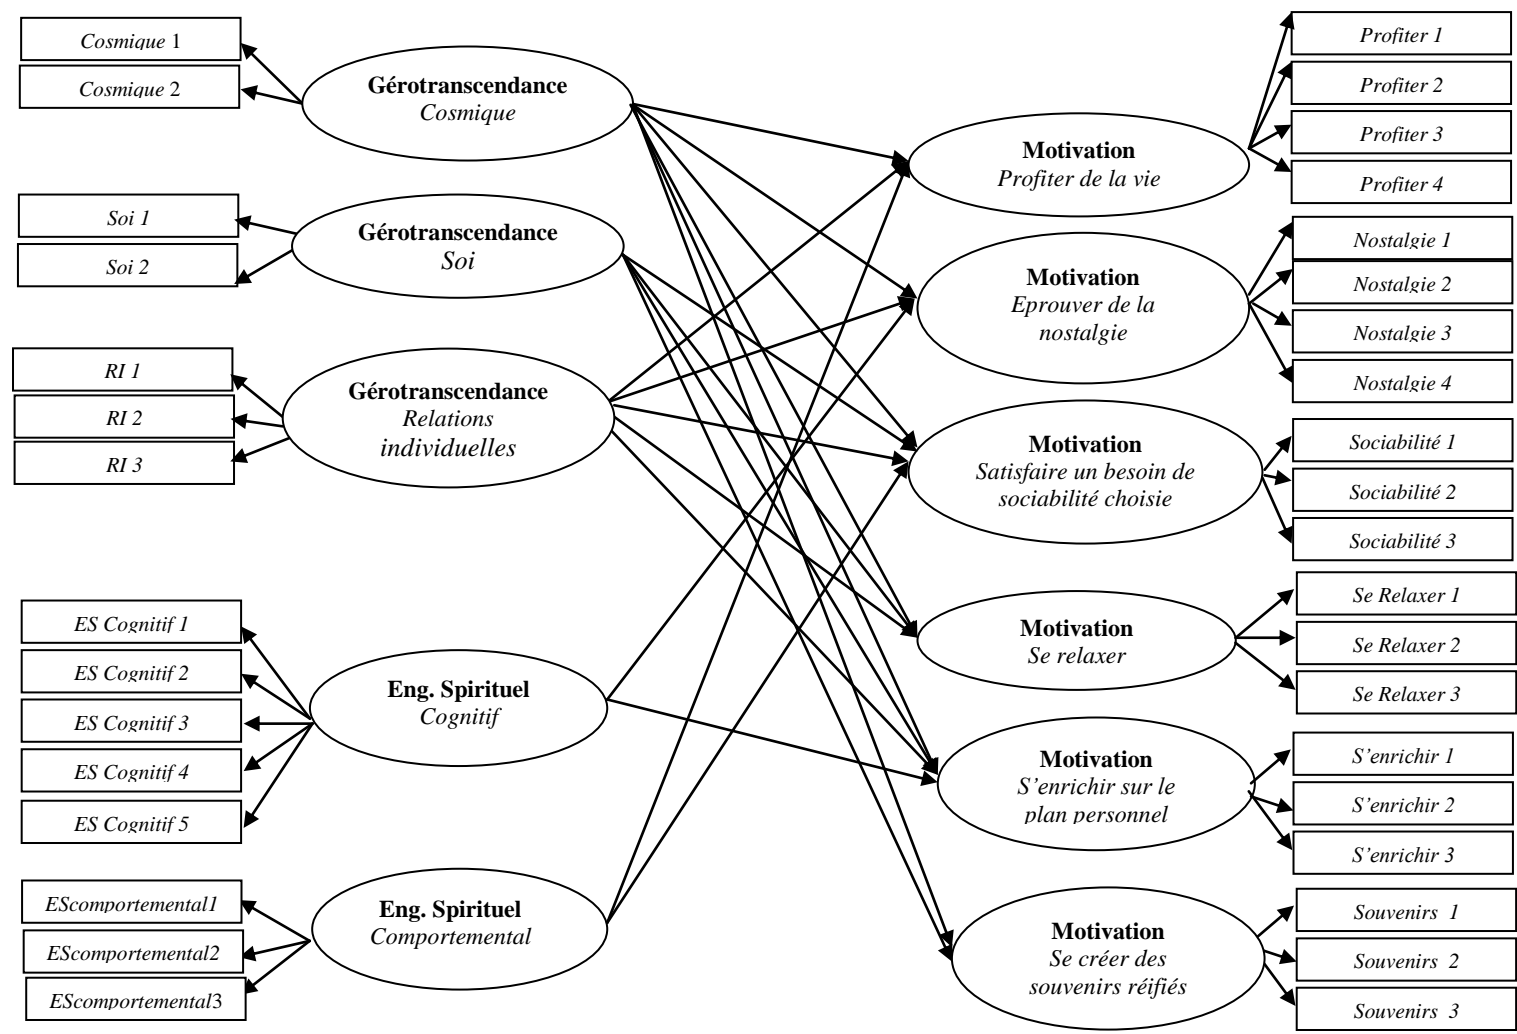 Cosmique 1
Cosmique 2
Gérotranscendance
Cosmique
Soi 1
Soi 2
Gérotranscendance
Soi
RI 1
RI 2
RI 3
Gérotranscendance
Relations
individuelles
ES Cognitif 1
ES Cognitif 2
ES Cognitif 3
ES Cognitif 4
ES Cognitif 5
Eng. Spirituel
Cognitif
EScomportemental1
EScomportemental2
EScomportemental3
Eng. Spirituel
Comportemental
Motivation
Profiter de la vie
Profiter 1
Profiter 2
Profiter 3
Profiter 4
Motivation
Eprouver de la
nostalgie
Nostalgie 1
Nostalgie 2
Nostalgie 3
Nostalgie 4
Motivation
Satisfaire un besoin de
sociabilité choisie
Sociabilité 1
Sociabilité 2
Sociabilité 3
Motivation
Se relaxer
Se Relaxer 1
Se Relaxer 2
Se Relaxer 3
Motivation
S’enrichir sur le
plan personnel
S’enrichir 1
S’enrichir 2
S’enrichir 3
Motivation
Se créer des
souvenirs réifiés
Souvenirs 1
Souvenirs 2
Souvenirs 3